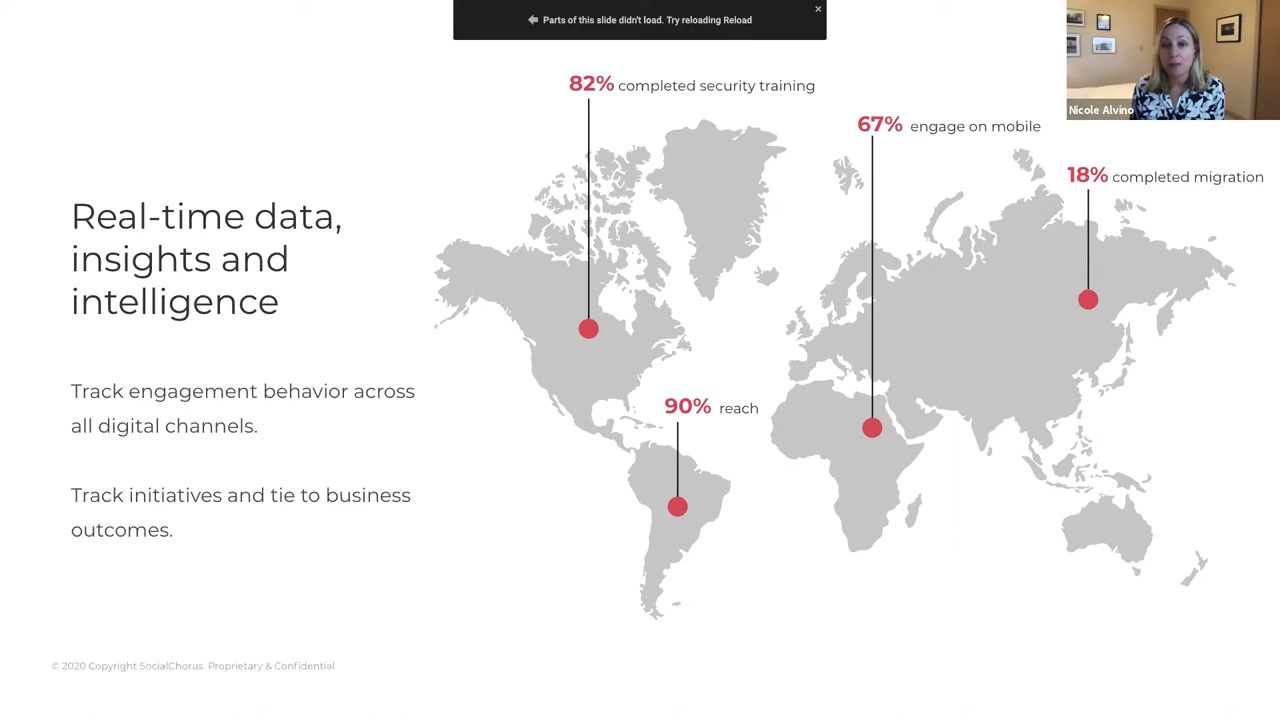 Parts of this slide didn't load. Try reloading Reload
Nicole Alvino
82% completed security training
67% engage on mobile
18% completed migration
Real-time data,
insights and
intelligence
Track engagement behavior across
all digital channels.
90% reach
Track initiatives and tie to business
outcomes.
© 2020 Copyright SocialChorus. Proprietary & Confidential